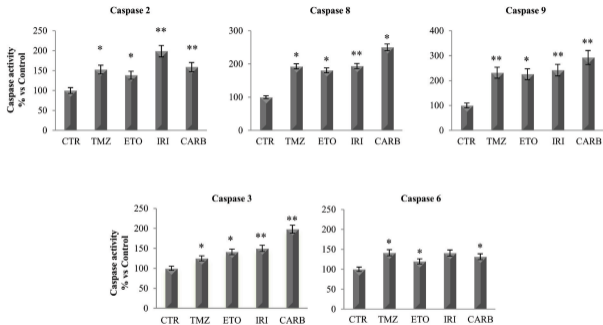 Caspase 2
Caspase 8
Caspase 9
Caspase activity
% vs Control
250
200
150
100
50
0
* * ** **
CTR TMZ ETO IRI CARB
300
200
100
0
* * ** *
CTR TMZ ETO IRI CARB
400
300
200
100
0
** * ** **
CTR TMZ ETO IRI CARB
Caspase 3
Caspase 6
Caspase activity
% vs Control
250
200
150
100
50
0
* * ** **
CTR TMZ ETO IRI CARB
250
200
150
100
50
0
* * *
CTR TMZ ETO IRI CARB